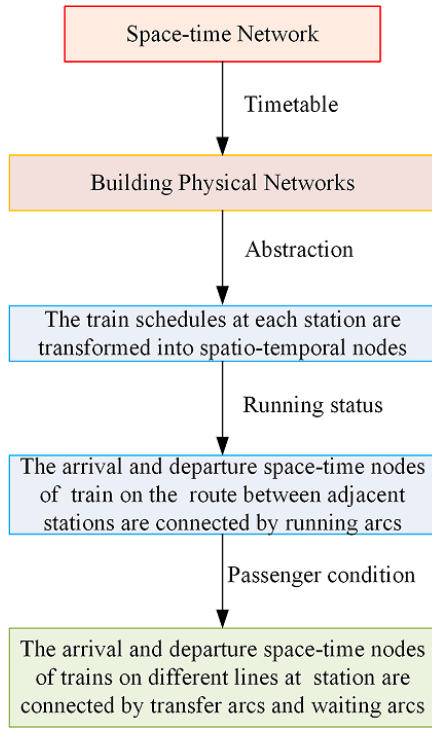 Space-time Network
Timetable
Building Physical Networks
Abstraction
The train schedules at each station are
transformed into spatio-temporal nodes
Running status
The arrival and departure space-time nodes
of train on the route between adjacent
stations are connected by running arcs
Passenger condition
The arrival and departure space-time nodes
of trains on different lines at station are
connected by transfer arcs and waiting arcs